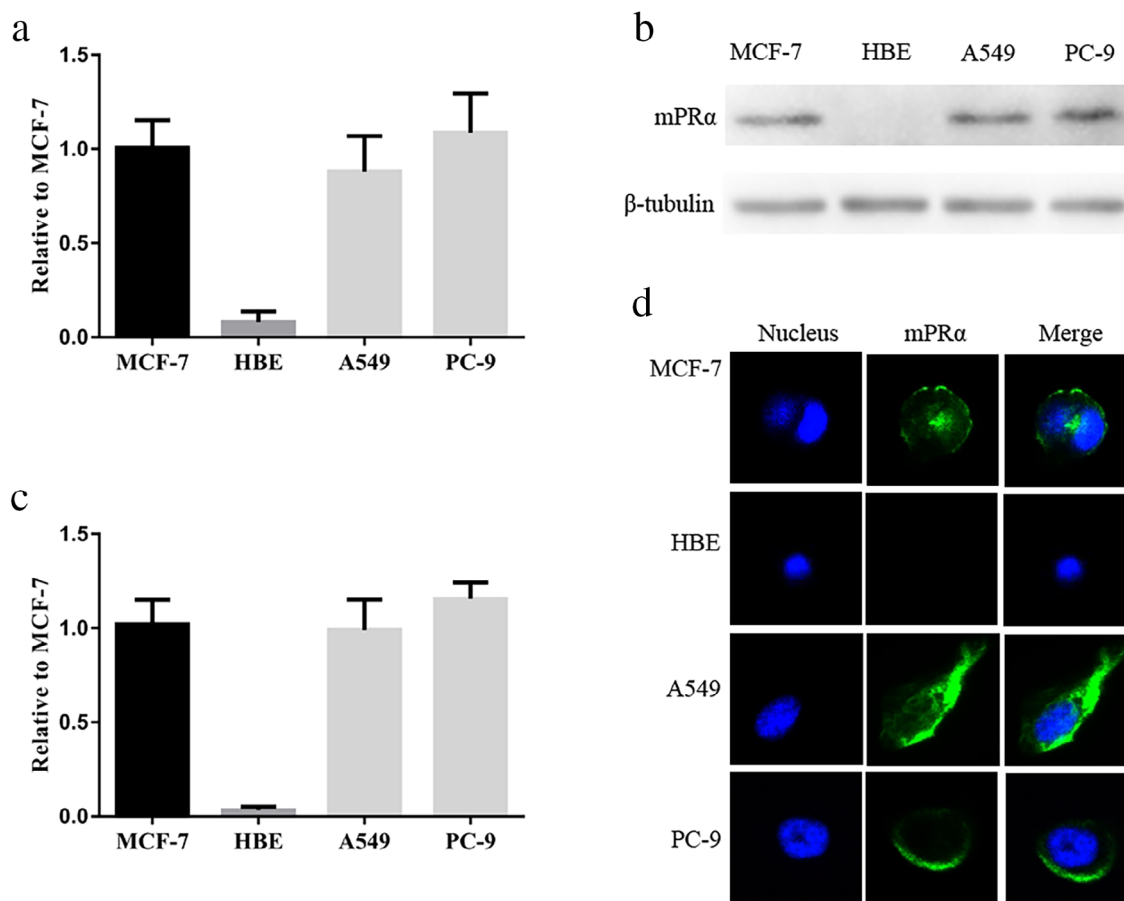 a
Relative to MCF-7
1.5
1.0
0.5
0.0
MCF-7 HBE A549 PC-9
b
MCF-7 HBE A549 PC-9
mPRα
β-tubulin
c
Relative to MCF-7
1.5
1.0
0.5
0.0
MCF-7 HBE A549 PC-9
d
Nucleus mPRα Merge
MCF-7
HBE
A549
PC-9